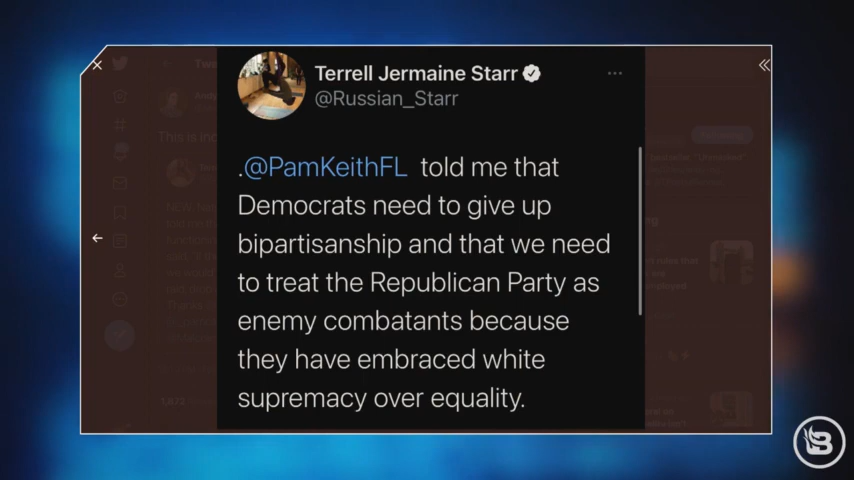 Terrell Jermaine Starr
@Russian_Starr
.@PamKeithFL told me that
Democrats need to give up
bipartisanship and that we need
to treat the Republican Party as
enemy combatants because
they have embraced white
supremacy over equality.